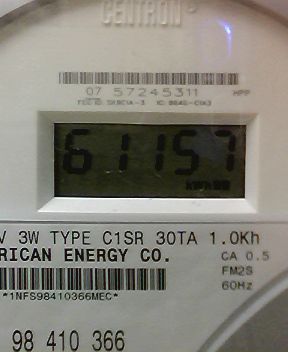 CENTRON®
07 57245311 HPP
61157
V 3W TYPE C1SR 30TA 1.0Kh
RICAN ENERGY CO. CA 0.5
FM2S
60Hz
*1NFS98410366MEC*
98 410 366